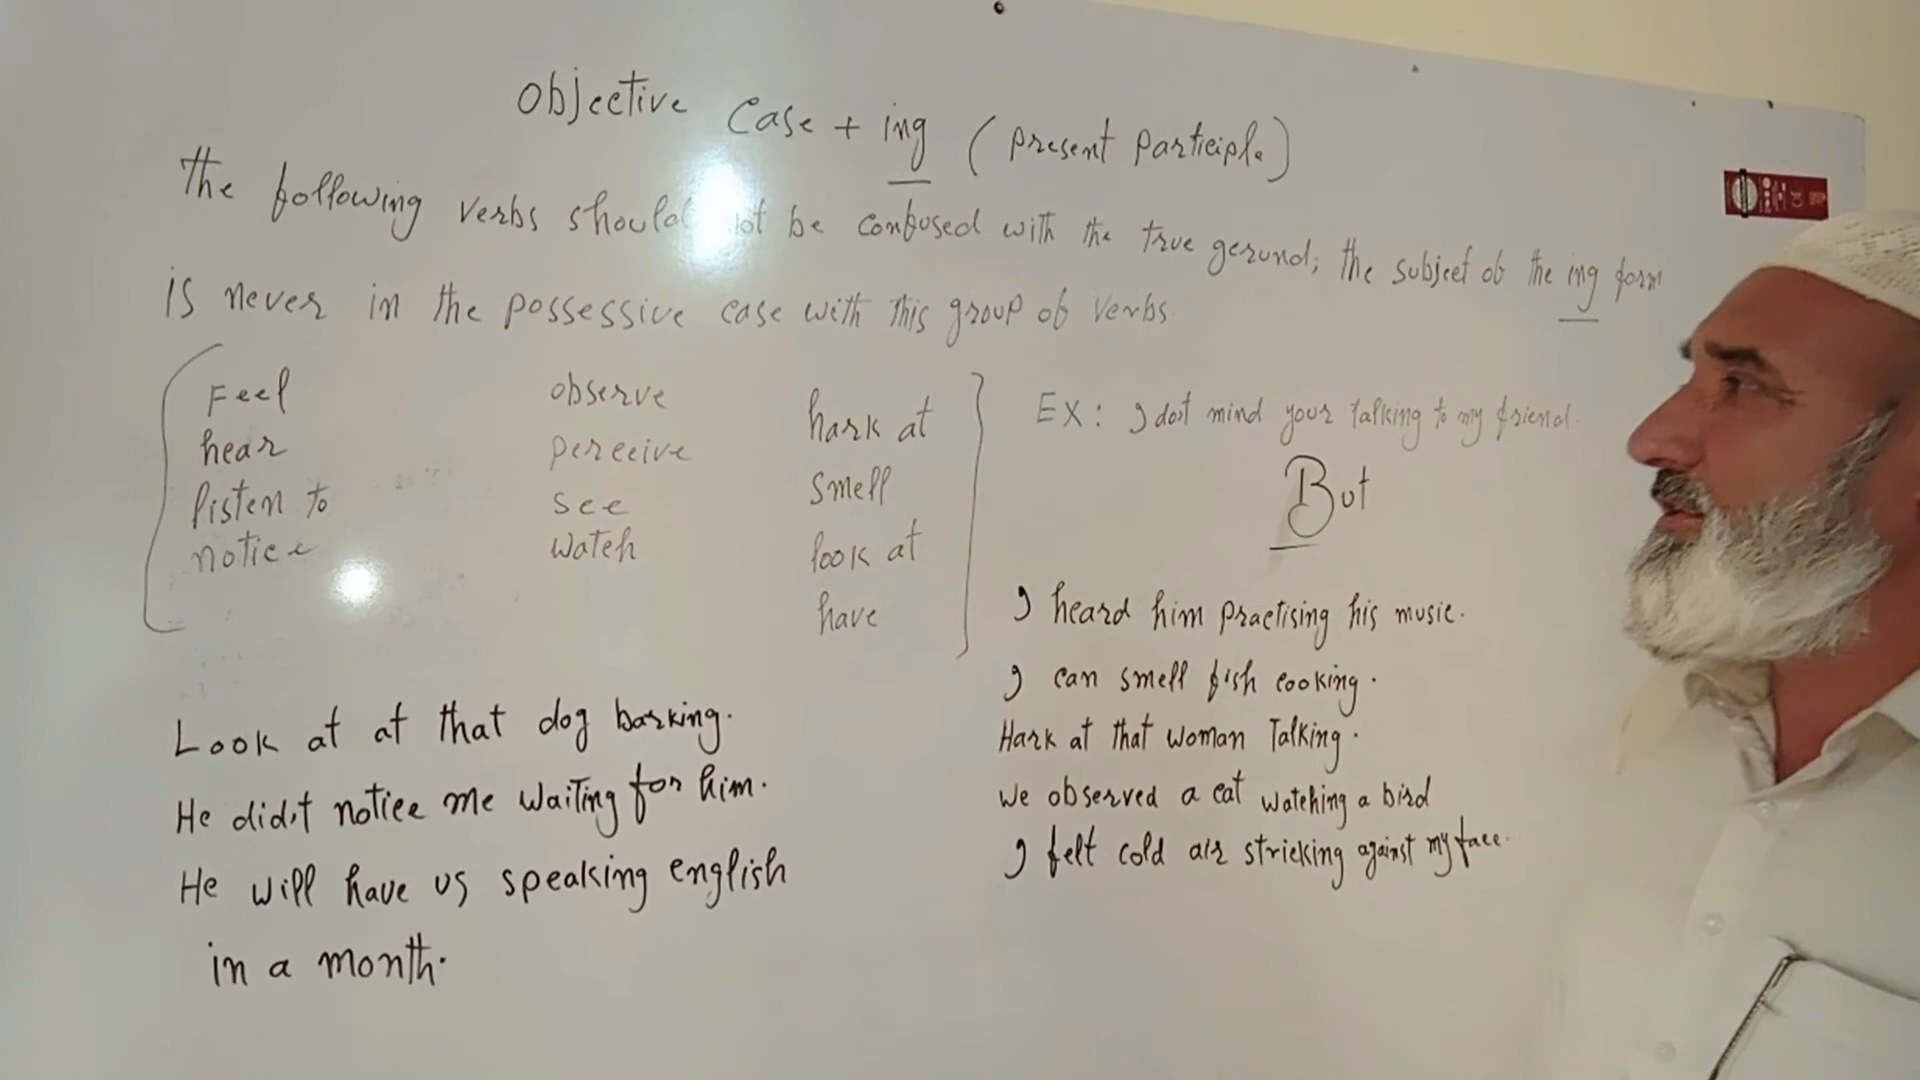 Objective Case + ing (Present Participle)
The following verbs should not be confused with the true gerund; the subject of the ing form
is never in the possessive case with this group of verbs.
Feel
hear
listen to
notice
observe
perceive
see
watch
hark at
smell
look at
have
EX: I don't mind your talking to my friend.
But
I heard him practising his music.
I can smell fish cooking.
Hark at that woman Talking.
We observed a cat watching a bird
I felt cold air stricking against my face.
Look at at that dog barking.
He didn't notice me waiting for him.
He will have us speaking english
in a month.